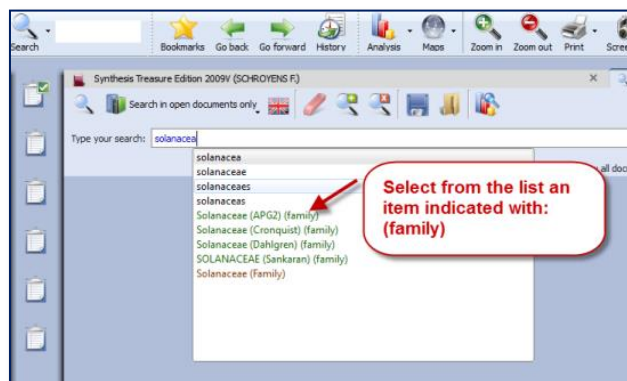 Search
Bookmarks
Go back
Go forward
History
Analysis
Maps
Zoom in
Zoom out
Print
Synthesis Treasure Edition 2009V (SCHROYENS F.)
Search in open documents only
Type your search:
solanacea
solanacea
solanaceae
solanaceaes
solanaceas
Solanaceae (APG2) (family)
Solanaceae (Cronquist) (family)
Solanaceae (Dahlgren) (family)
SOLANACEAE (Sankaran) (family)
Solanaceae (Family)
Select from the list an
item indicated with:
(family)